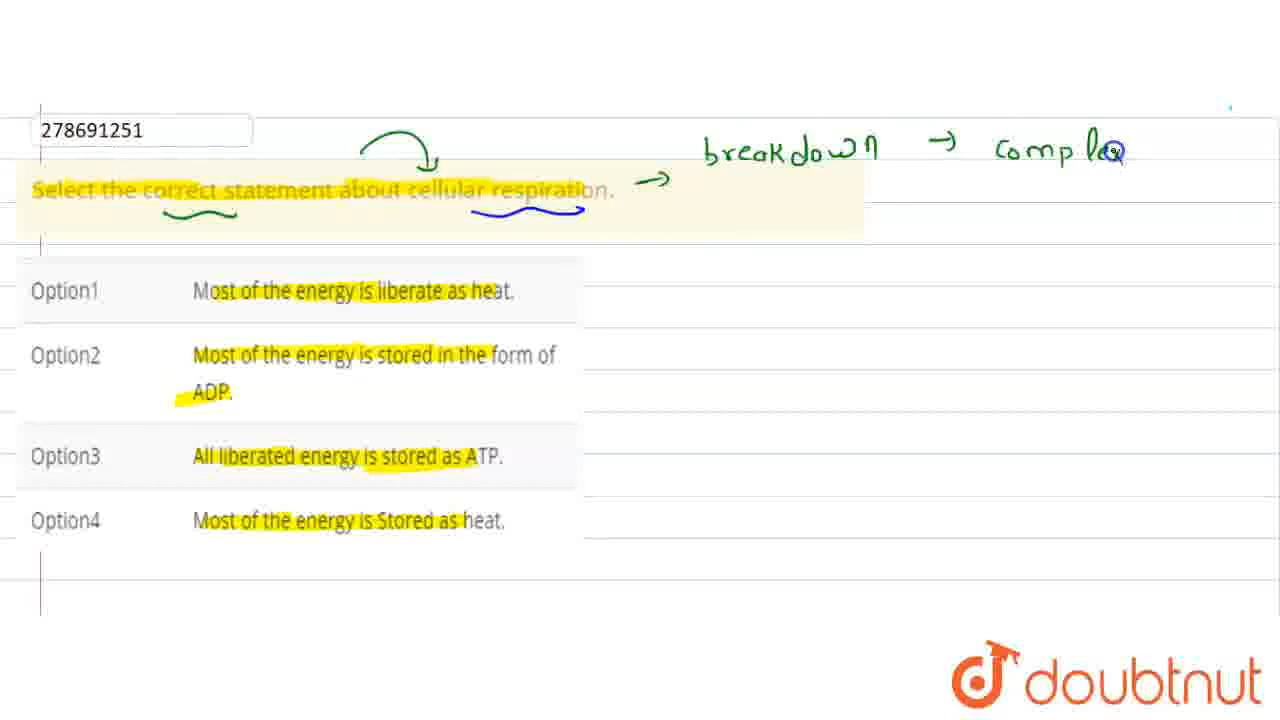 278691251
breakdown → complex
Select the correct statement about cellular respiration. →
Option1 Most of the energy is liberate as heat.
Option2 Most of the energy is stored in the form of
ADP.
Option3 All liberated energy is stored as ATP.
Option4 Most of the energy is Stored as heat.
doubtnut